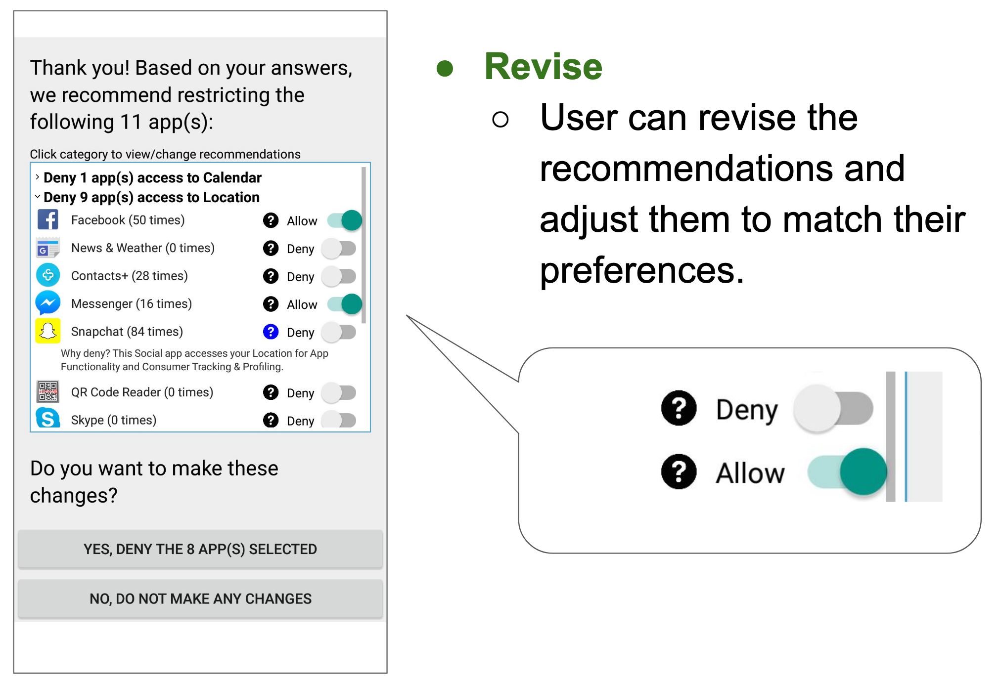 Thank you! Based on your answers,
we recommend restricting the
following 11 app(s):
Click category to view/change recommendations
Deny 1 app(s) access to Calendar
Deny 9 app(s) access to Location
Facebook (50 times) ? Allow
News & Weather (0 times) ? Deny
Contacts+ (28 times) ? Deny
Messenger (16 times) ? Allow
Snapchat (84 times) ? Deny
Why deny? This Social app accesses your Location for App
Functionality and Consumer Tracking & Profiling.
QR Code Reader (0 times) ? Deny
Skype (0 times) ? Deny
Do you want to make these
changes?
YES, DENY THE 8 APP(S) SELECTED
NO, DO NOT MAKE ANY CHANGES
● Revise
○ User can revise the
recommendations and
adjust them to match their
preferences.
? Deny
? Allow